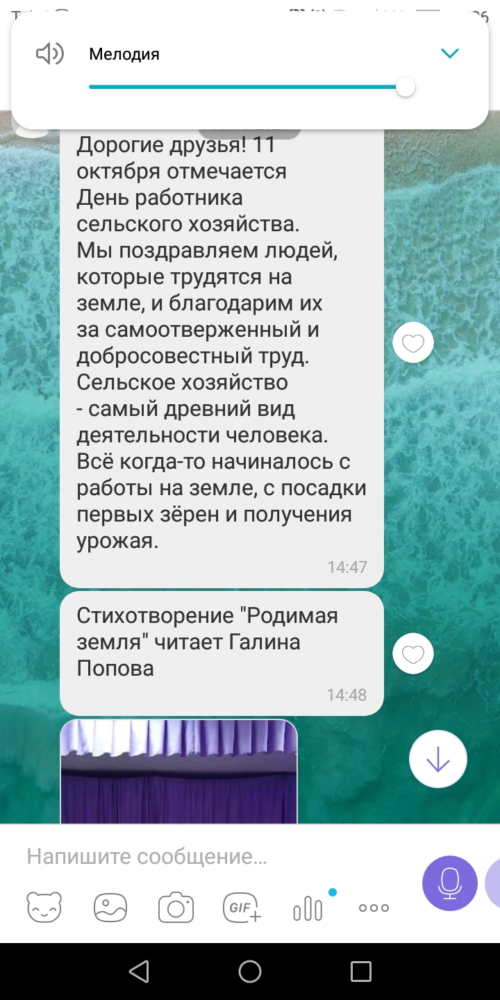 Мелодия
Дорогие друзья! 11
октября отмечается
День работника
сельского хозяйства.
Мы поздравляем людей,
которые трудятся на
земле, и благодарим их
за самоотверженный и
добросовестный труд.
Сельское хозяйство
- самый древний вид
деятельности человека.
Всё когда-то начиналось с
работы на земле, с посадки
первых зёрен и получения
урожая.
14:47
Стихотворение "Родимая
земля" читает Галина
Попова
14:48
Напишите сообщение...
GIF